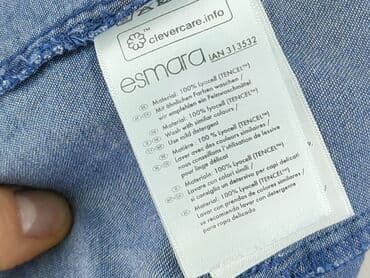 clevercare.info
esmara IAN 313532
Material: 100% Lyocell (TENCEL™)
Mit ähnlichen Farben waschen /
wir empfehlen ein Feinwaschmittel
Material: 100% Lyocell (TENCEL™)
Wash with similar colours /
Use mild detergent
Matière: 100 % Lyocell (TENCEL™)
Laver avec des couleurs similaires /
nous conseillons l'utilisation de lessive
pour linge délicat
Materiale: 100% Lyocell (TENCEL™)
Lavare con colori simili /
si consiglia un detersivo per capi delicati
Material: 100% Lyocell (TENCEL™)
Lavar con prendas de colores similares /
se recomienda lavar con detergente
para ropa delicada